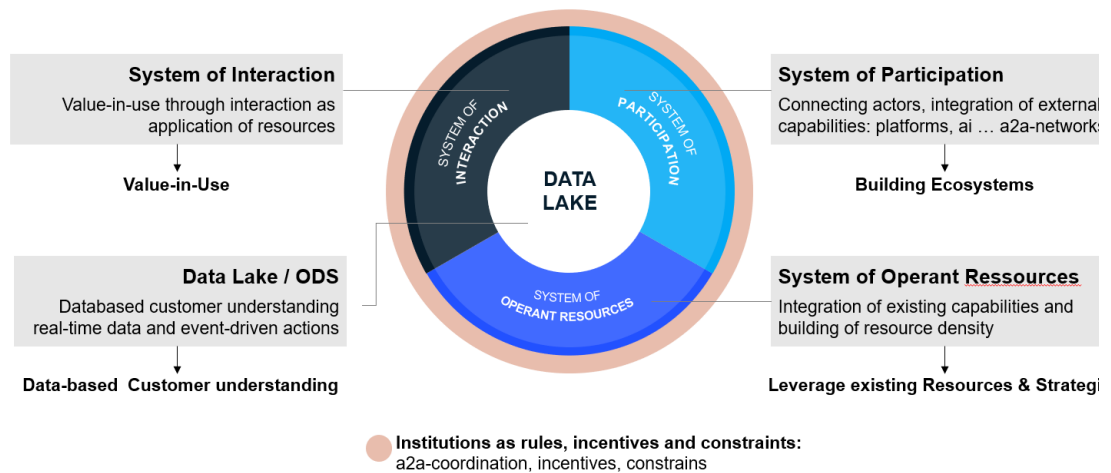 System of Interaction
Value-in-use through interaction as
application of resources
Value-in-Use
Data Lake / ODS
Databased customer understanding
real-time data and event-driven actions
Data-based Customer understanding
SYSTEM OF
INTERACTION
SYSTEM OF
PARTICIPATION
DATA
LAKE
SYSTEM OF
OPERANT RESOURCES
System of Participation
Connecting actors, integration of external
capabilities: platforms, ai ... a2a-networks
Building Ecosystems
System of Operant Ressources
Integration of existing capabilities and
building of resource density
Leverage existing Resources & Strategi
Institutions as rules, incentives and constraints:
a2a-coordination, incentives, constrains